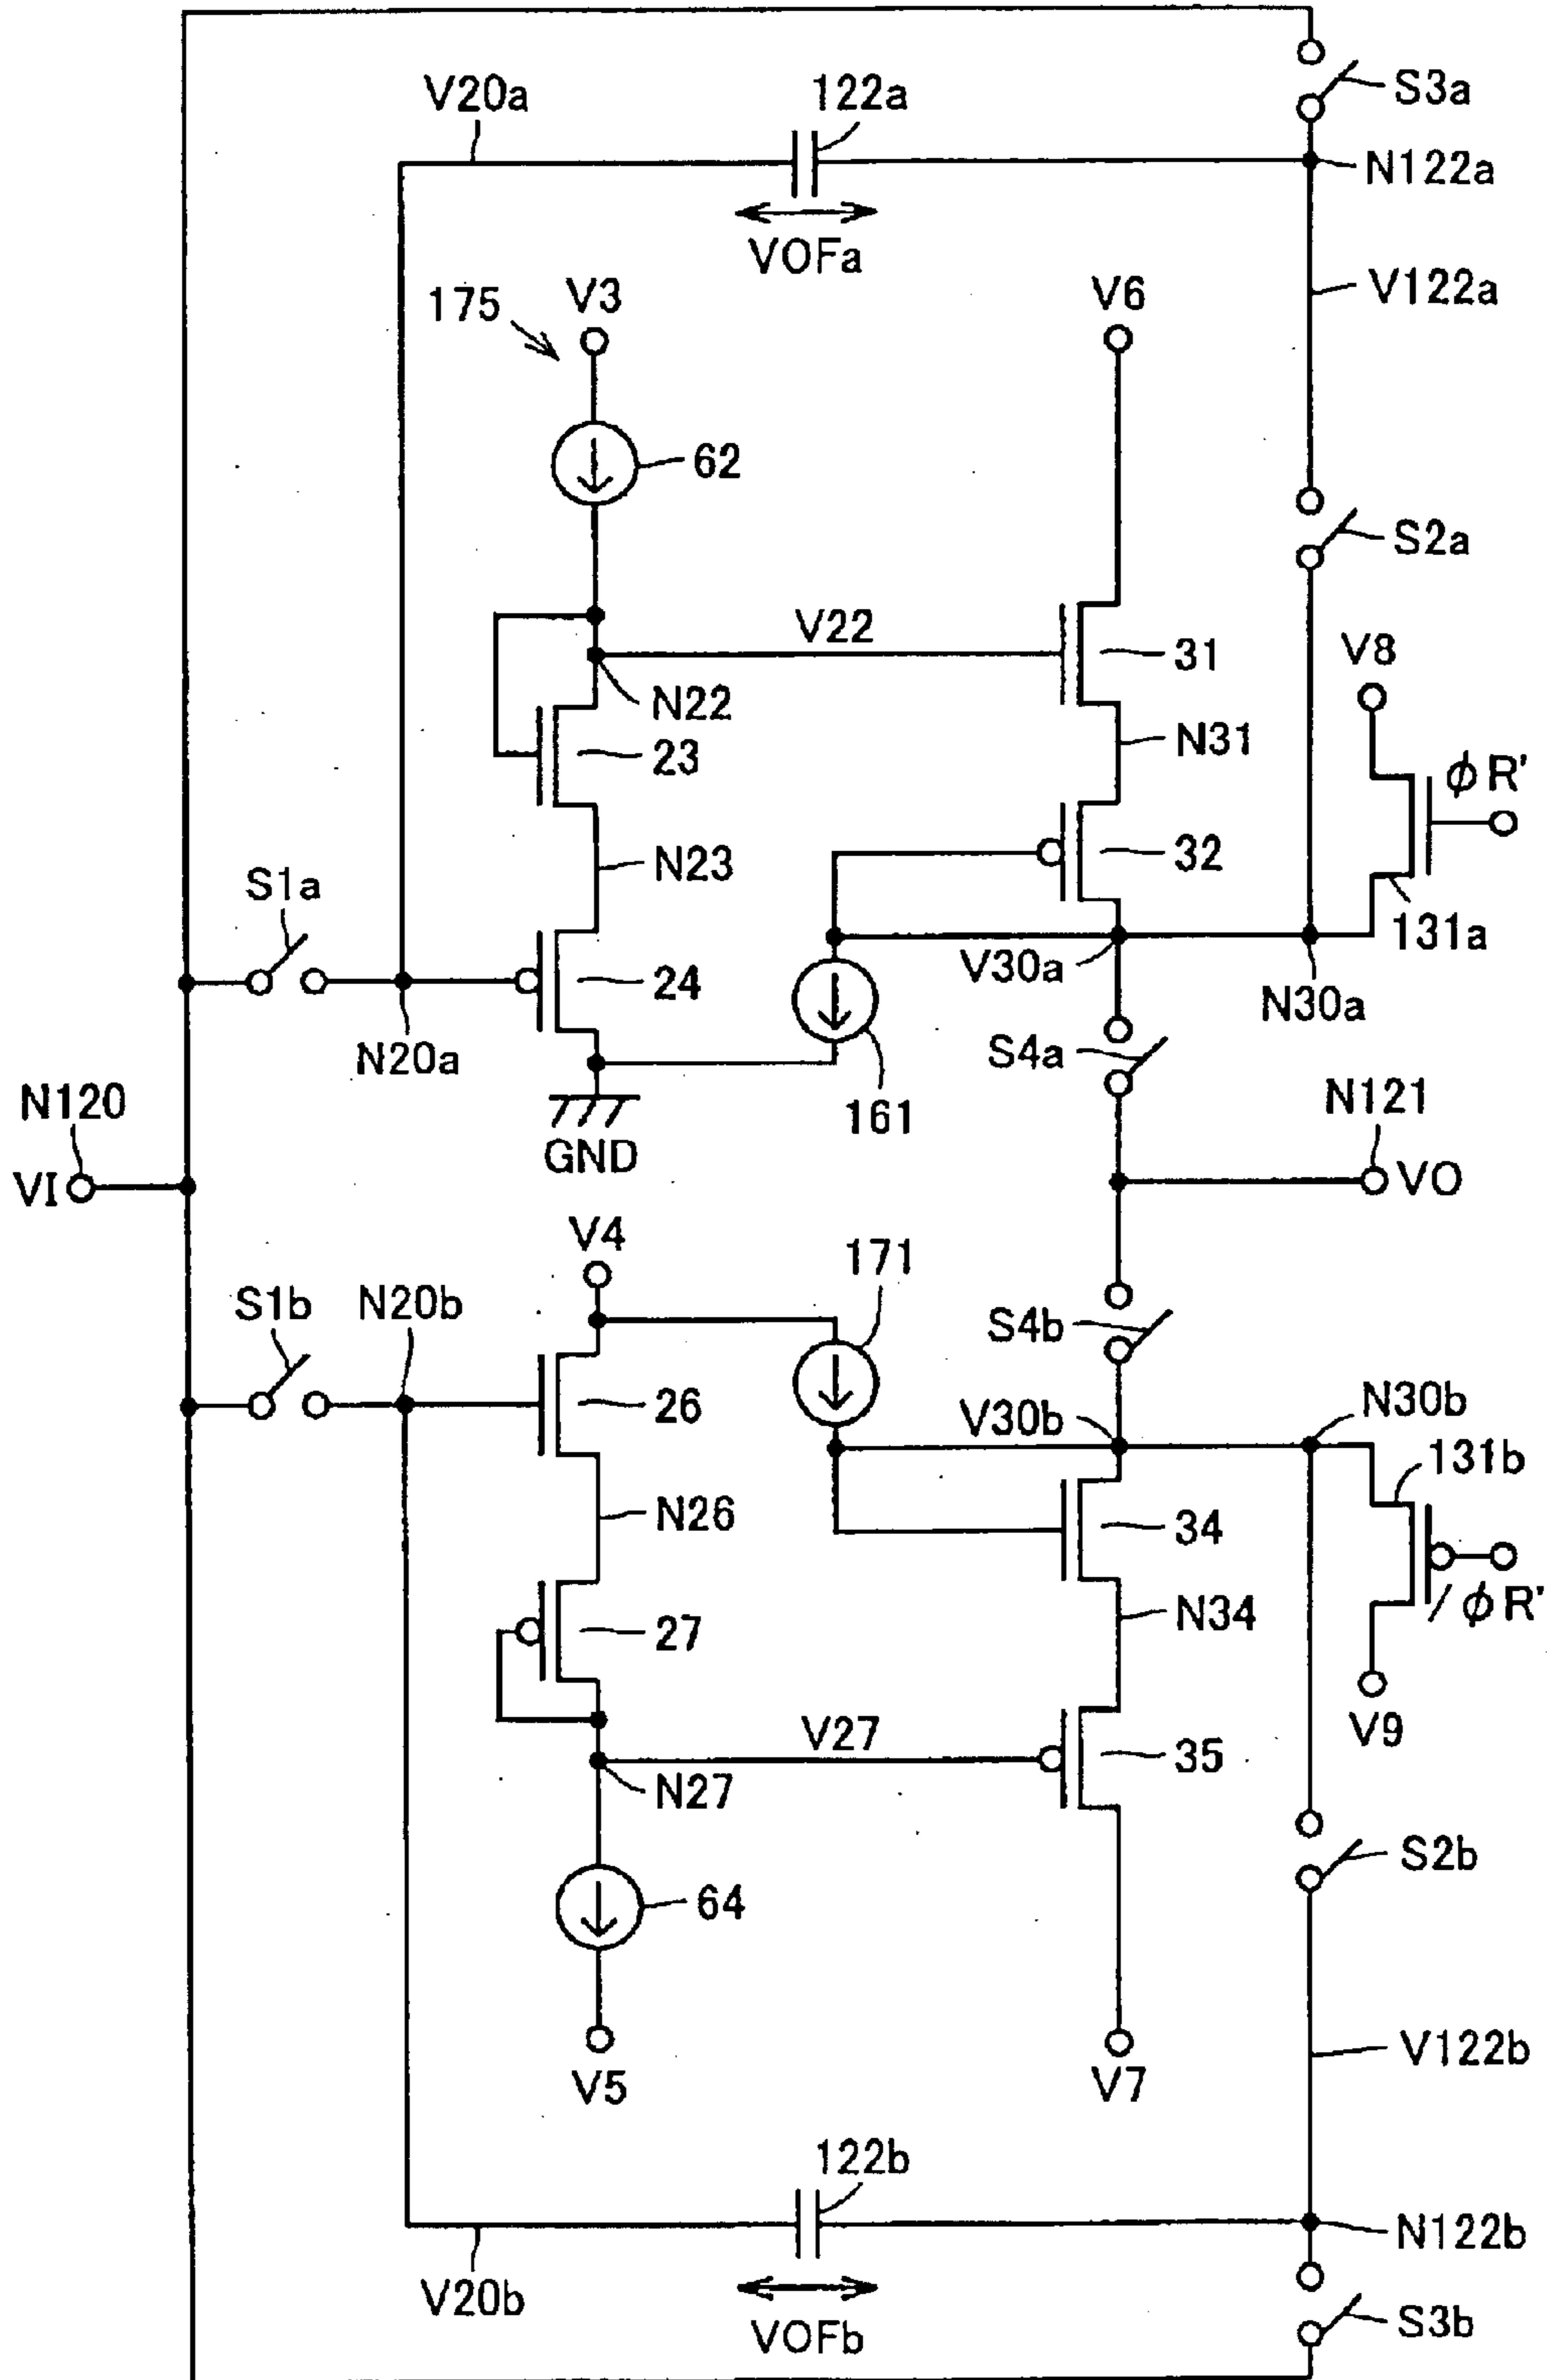 S3a
V20a
122a
N122a
VOFa
V122a
175
V3
V6
62
S2a
V22
31
V8
N22
23
N31
ϕR'
N23
32
S1a
131a
24
V30a
N30a
N20a
S4a
N120
161
N121
GND
VI
VO
V4
171
S1b
N20b
S4b
26
V30b
N30b
131b
N26
34
27
N34
/ϕR'
V27
V9
35
N27
S2b
64
V122b
V5
V7
122b
N122b
V20b
VOFb
S3b